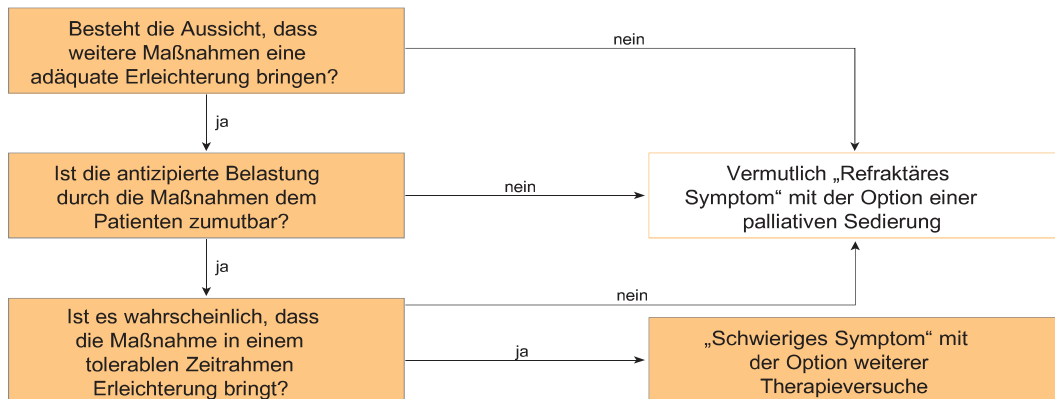 Besteht die Aussicht, dass
weitere Maßnahmen eine
adäquate Erleichterung bringen?
nein
ja
Ist die antizipierte Belastung
durch die Maßnahmen dem
Patienten zumutbar?
nein
Vermutlich „Refraktäres
Symptom“ mit der Option einer
palliativen Sedierung
ja
Ist es wahrscheinlich, dass
die Maßnahme in einem
tolerablen Zeitrahmen
Erleichterung bringt?
nein
ja
„Schwieriges Symptom“ mit
der Option weiterer
Therapieversuche